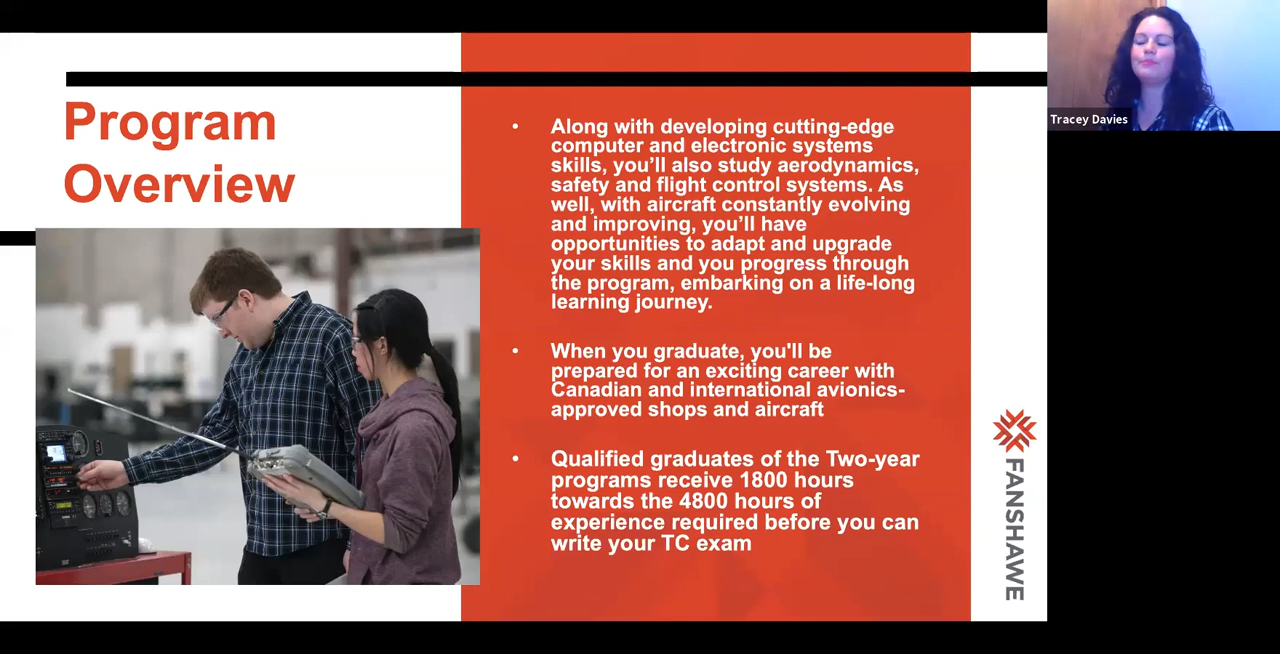 Program
Overview
• Along with developing cutting-edge
computer and electronic systems
skills, you’ll also study aerodynamics,
safety and flight control systems. As
well, with aircraft constantly evolving
and improving, you’ll have
opportunities to adapt and upgrade
your skills and you progress through
the program, embarking on a life-long
learning journey.
• When you graduate, you'll be
prepared for an exciting career with
Canadian and international avionics-
approved shops and aircraft
• Qualified graduates of the Two-year
programs receive 1800 hours
towards the 4800 hours of
experience required before you can
write your TC exam
FANSHAWE
Tracey Davies